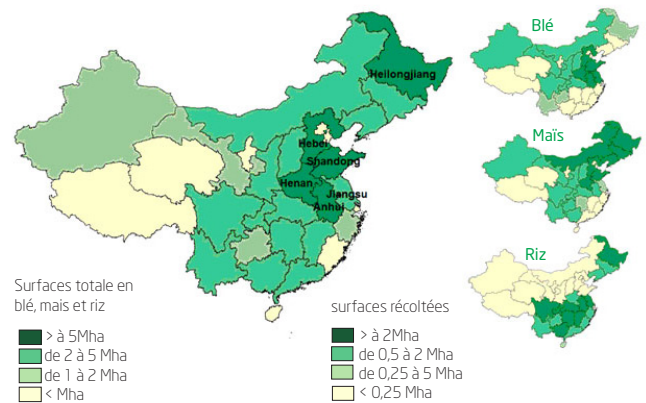 Blé
Heilongjiang
Hebei
Shandong
Henan
Jiangsu
Anhui
Maïs
Riz
Surfaces totale en
blé, mais et riz
> à 5Mha
de 2 à 5 Mha
de 1 à 2 Mha
< Mha
surfaces récoltées
> à 2Mha
de 0,5 à 2 Mha
de 0,25 à 5 Mha
< 0,25 Mha